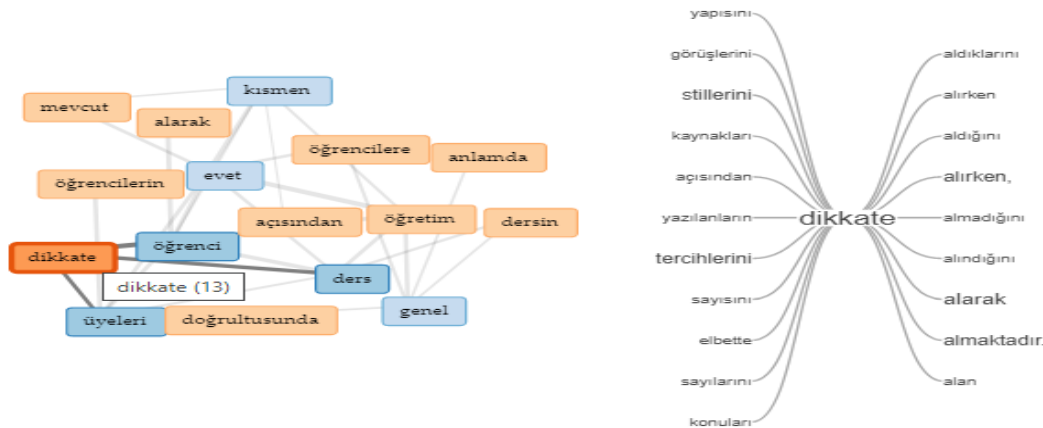 kısmen
mevcut
alarak
öğrencilere
anlamda
evet
öğrencilerin
açısından
öğretim
dersin
öğrenci
dikkate
ders
dikkate (13)
üyeleri
doğrultusunda
genel
yapısını
görüşlerini
stillerini
kaynakları
açısından
yazılanların
tercihlerini
sayısını
elbette
sayılarını
konuları
dikkate
aldıklarını
alırken
aldığını
alırken,
almadığını
alındığını
alarak
almaktadır.
alan